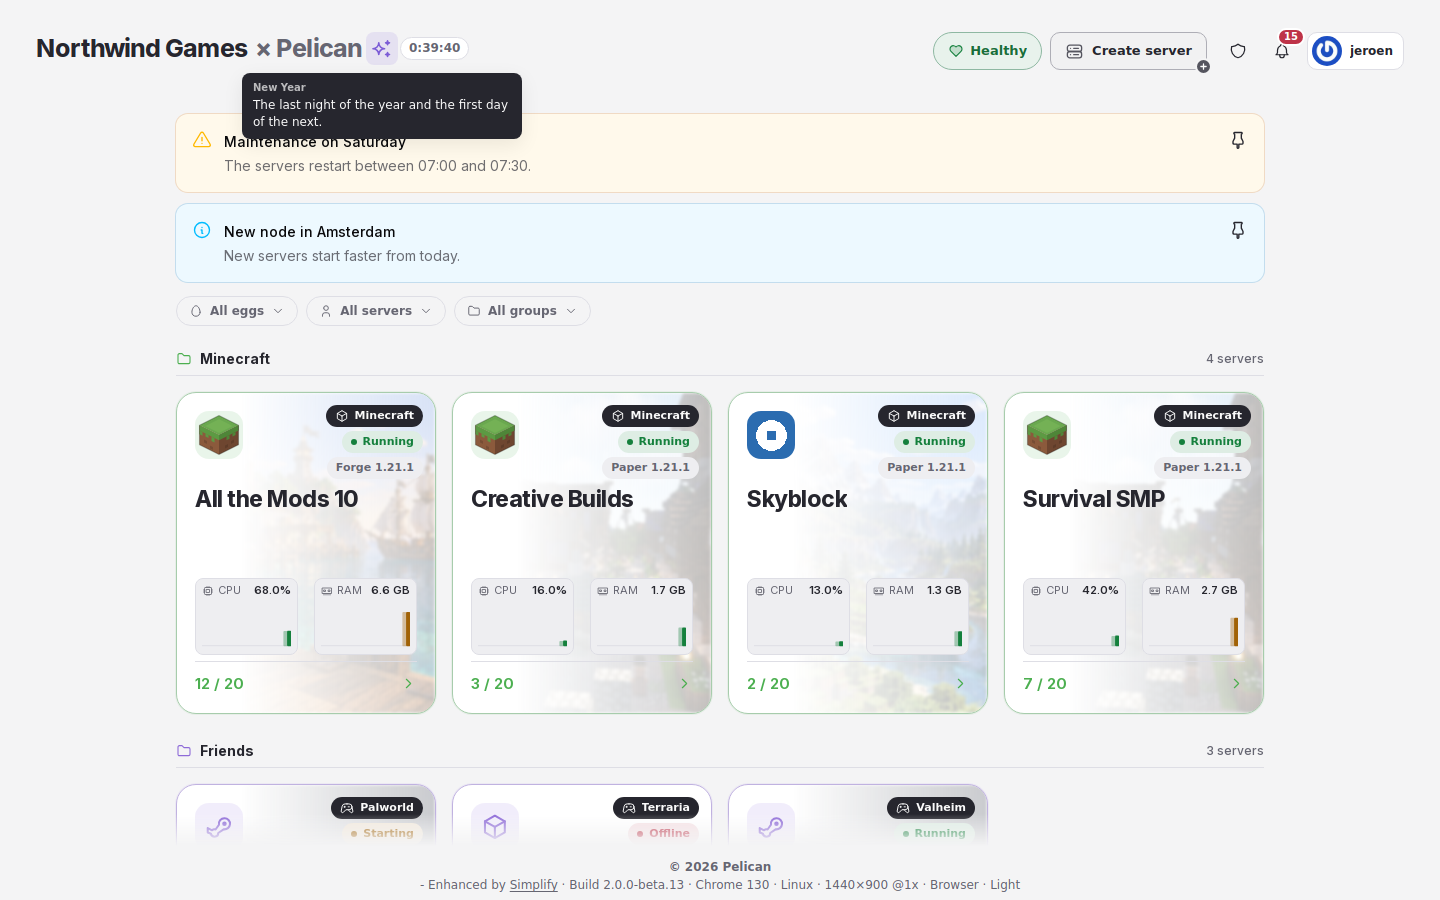 Northwind Games × Pelican 0:39:40
Healthy
Create server
15
jeroen
New Year
The last night of the year and the first day
of the next.
Maintenance on Saturday
The servers restart between 07:00 and 07:30.
New node in Amsterdam
New servers start faster from today.
All eggs
All servers
All groups
Minecraft
4 servers
Minecraft
Running
Forge 1.21.1
All the Mods 10
CPU 68.0%
RAM 6.6 GB
12 / 20
Minecraft
Running
Paper 1.21.1
Creative Builds
CPU 16.0%
RAM 1.7 GB
3 / 20
Minecraft
Running
Paper 1.21.1
Skyblock
CPU 13.0%
RAM 1.3 GB
2 / 20
Minecraft
Running
Paper 1.21.1
Survival SMP
CPU 42.0%
RAM 2.7 GB
7 / 20
Friends
3 servers
Palworld
Starting
Terraria
Offline
Valheim
Running
© 2026 Pelican
- Enhanced by Simplify · Build 2.0.0-beta.13 · Chrome 130 · Linux · 1440×900 @1x · Browser · Light